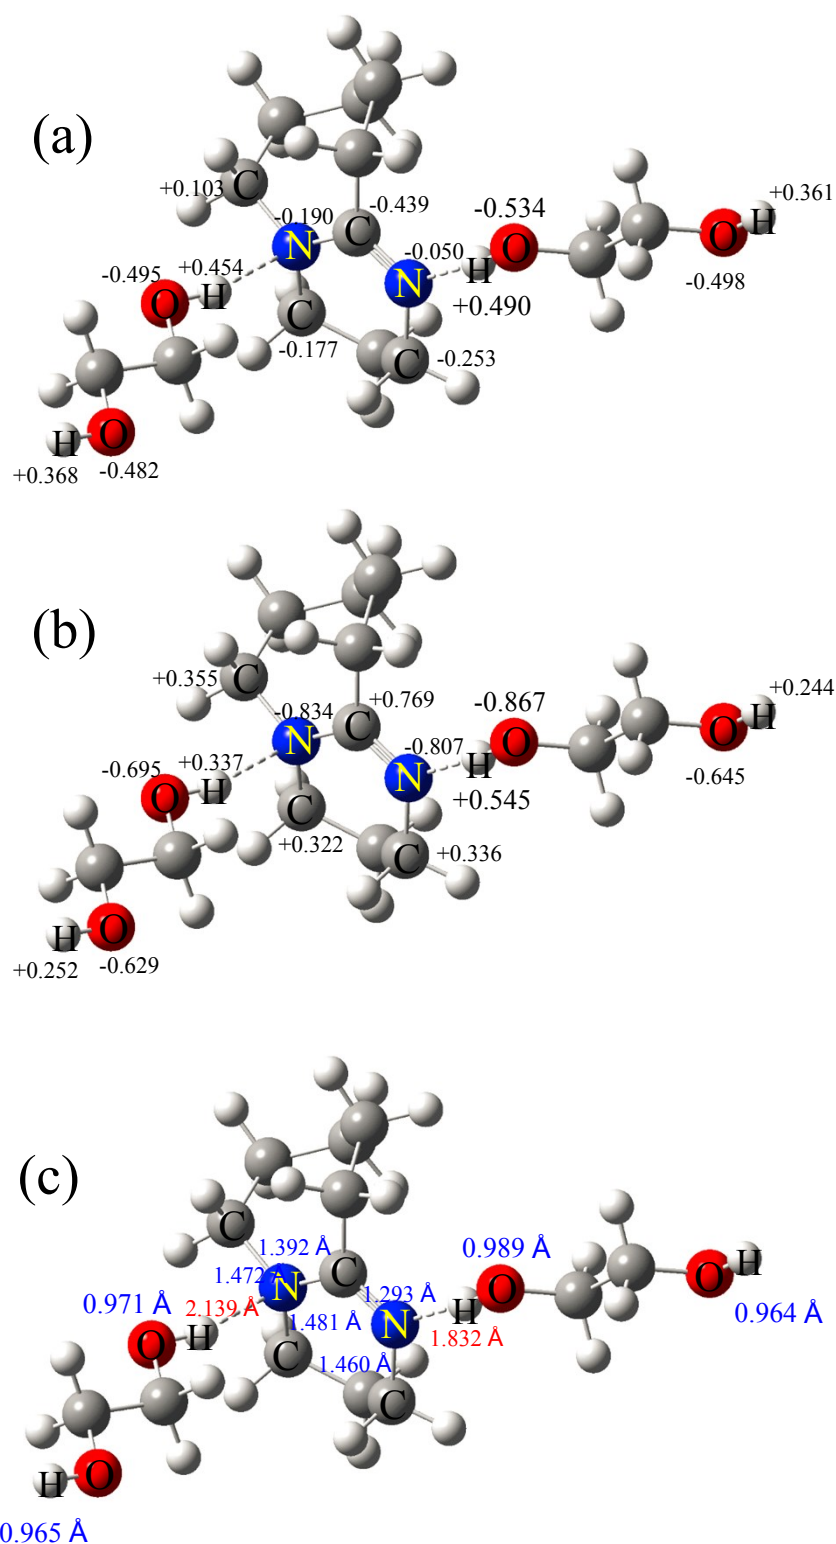 (a)
+0.361
+0.103
C
-0.190
-0.439
-0.534
H
N
C
-0.050
O
O
-0.495
+0.454
N
H
-0.498
O
H
+0.490
C
-0.177
C
-0.253
H
O
+0.368
-0.482
(b)
+0.355
C
+0.769
-0.867
+0.244
-0.834
C
O
H
N
-0.807
O
-0.695
+0.337
N
H
-0.645
O
H
+0.545
C
+0.322
C
+0.336
H
O
+0.252
-0.629
(c)
C
1.392 Å
0.989 Å
H
1.472 Å
C
O
O
0.971 Å
2.139 Å
N
1.293 Å
H
0.964 Å
O
H
1.481 Å
N
1.832 Å
C
1.460 Å
C
H
O
0.965 Å